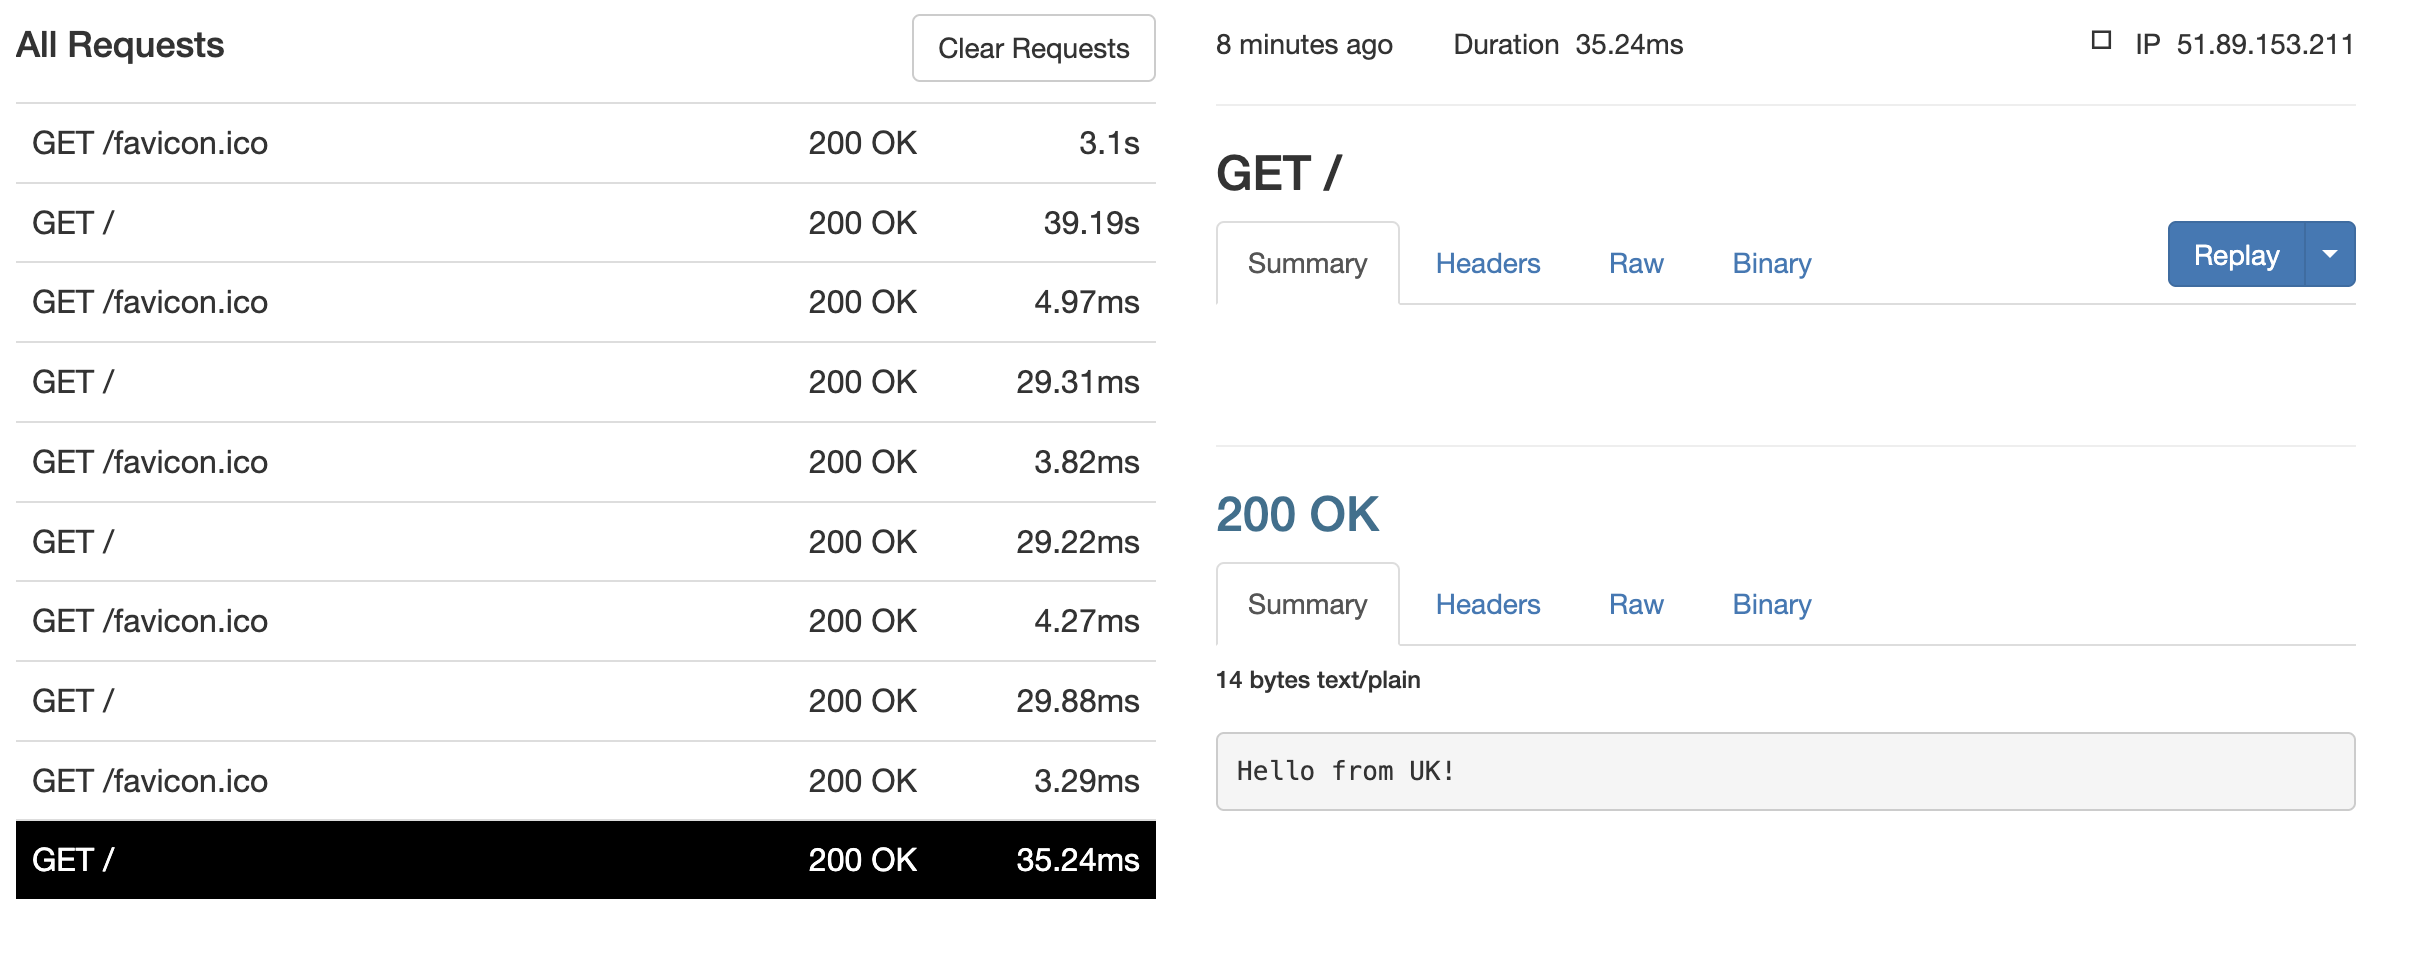 All Requests
Clear Requests
GET /favicon.ico 200 OK 3.1s
GET / 200 OK 39.19s
GET /favicon.ico 200 OK 4.97ms
GET / 200 OK 29.31ms
GET /favicon.ico 200 OK 3.82ms
GET / 200 OK 29.22ms
GET /favicon.ico 200 OK 4.27ms
GET / 200 OK 29.88ms
GET /favicon.ico 200 OK 3.29ms
GET / 200 OK 35.24ms
8 minutes ago Duration 35.24ms IP 51.89.153.211
GET /
Summary Headers Raw Binary Replay
200 OK
Summary Headers Raw Binary
14 bytes text/plain
Hello from UK!